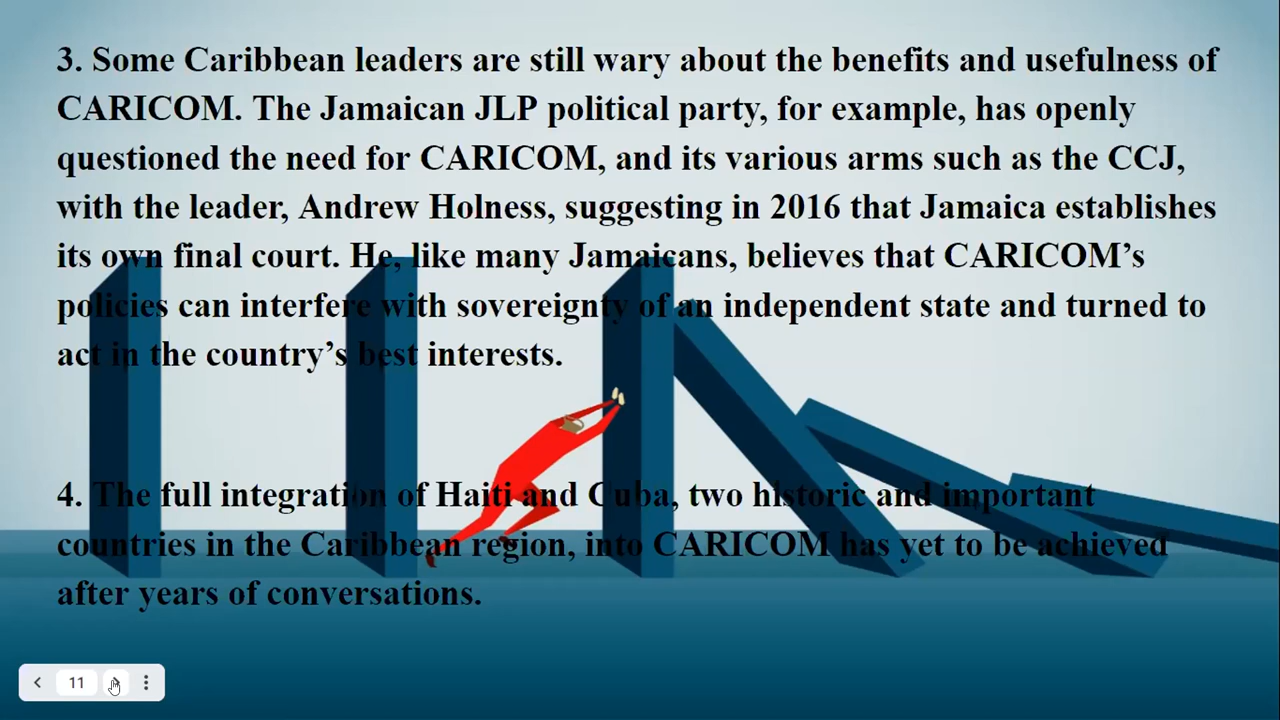 3. Some Caribbean leaders are still wary about the benefits and usefulness of
CARICOM. The Jamaican JLP political party, for example, has openly
questioned the need for CARICOM, and its various arms such as the CCJ,
with the leader, Andrew Holness, suggesting in 2016 that Jamaica establishes
its own final court. He, like many Jamaicans, believes that CARICOM’s
policies can interfere with sovereignty of an independent state and turned to
act in the country’s best interests.
4. The full integration of Haiti and Cuba, two historic and important
countries in the Caribbean region, into CARICOM has yet to be achieved
after years of conversations.
11